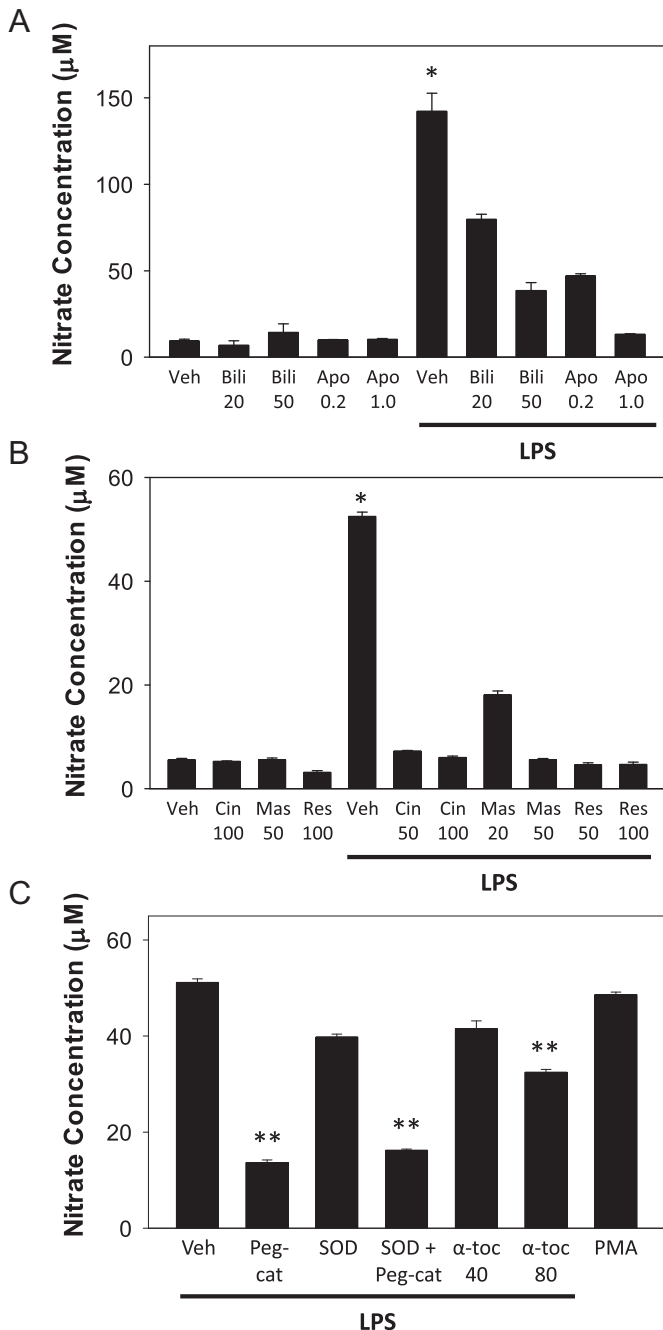 A
Nitrate Concentration (μM)
150
100
50
0
*
Veh Bili Bili Apo Apo Veh Bili Bili Apo Apo
20 50 0.2 1.0 20 50 0.2 1.0
LPS
B
Nitrate Concentration (μM)
60
40
20
0
*
Veh Cin Mas Res Veh Cin Cin Mas Mas Res Res
100 50 100 50 100 20 50 50 100
LPS
C
Nitrate Concentration (μM)
60
40
20
0
** ** **
Veh Peg- SOD SOD + α-toc α-toc PMA
cat Peg-cat 40 80
LPS